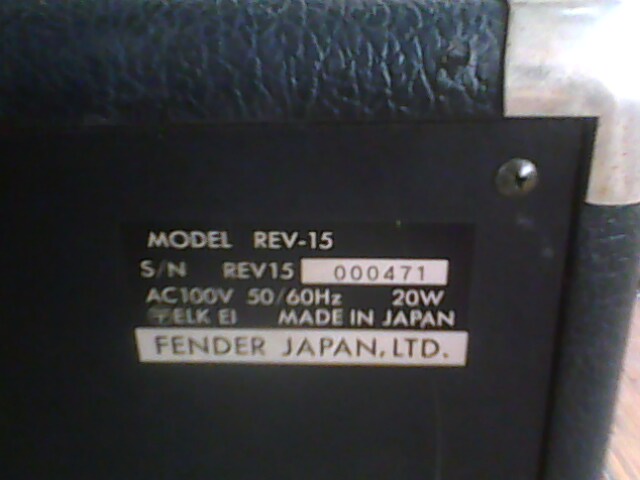 MODEL REV-15
S/N REV15 000471
AC100V 50/60Hz 20W
ELK EI MADE IN JAPAN
FENDER JAPAN, LTD.